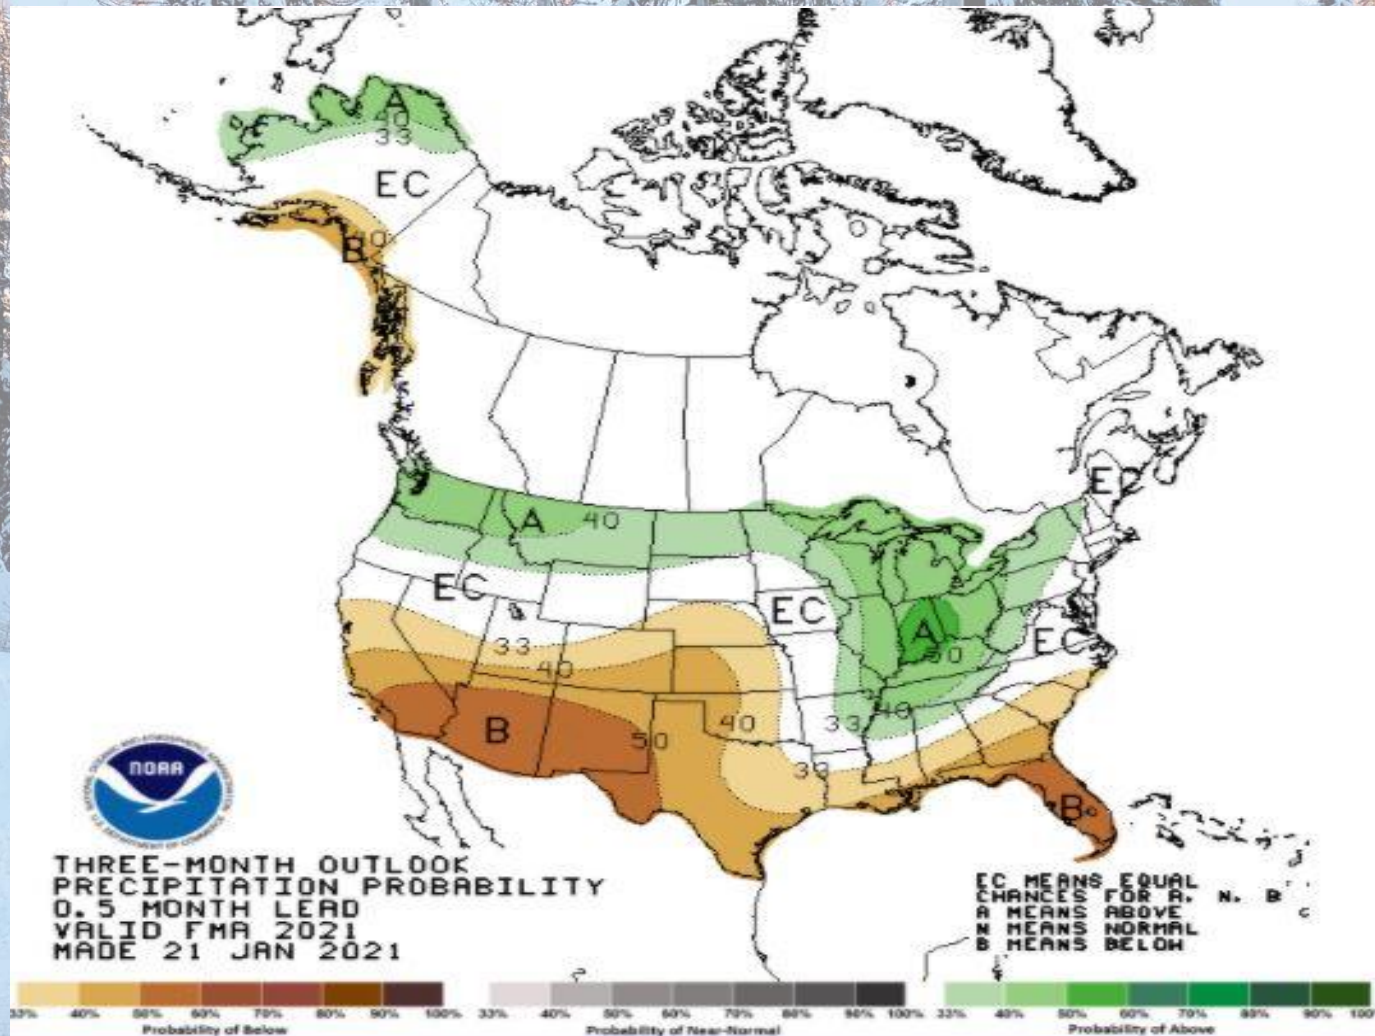 A
40
33
EC
B
40
EC
A
40
EC
EC
A
50
EC
33
40
B
50
40
33
40
33
B
NOAA
THREE-MONTH OUTLOOK
PRECIPITATION PROBABILITY
0.5 MONTH LEAD
VALID FMA 2021
MADE 21 JAN 2021
EC MEANS EQUAL
CHANCES FOR A, N, B
A MEANS ABOVE
N MEANS NORMAL
B MEANS BELOW
33% 40% 50% 60% 70% 80% 90% 100%
Probability of Below
33% 40% 50% 60% 70% 80% 90% 100%
Probability of Near-Normal
33% 40% 50% 60% 70% 80% 90% 100%
Probability of Above